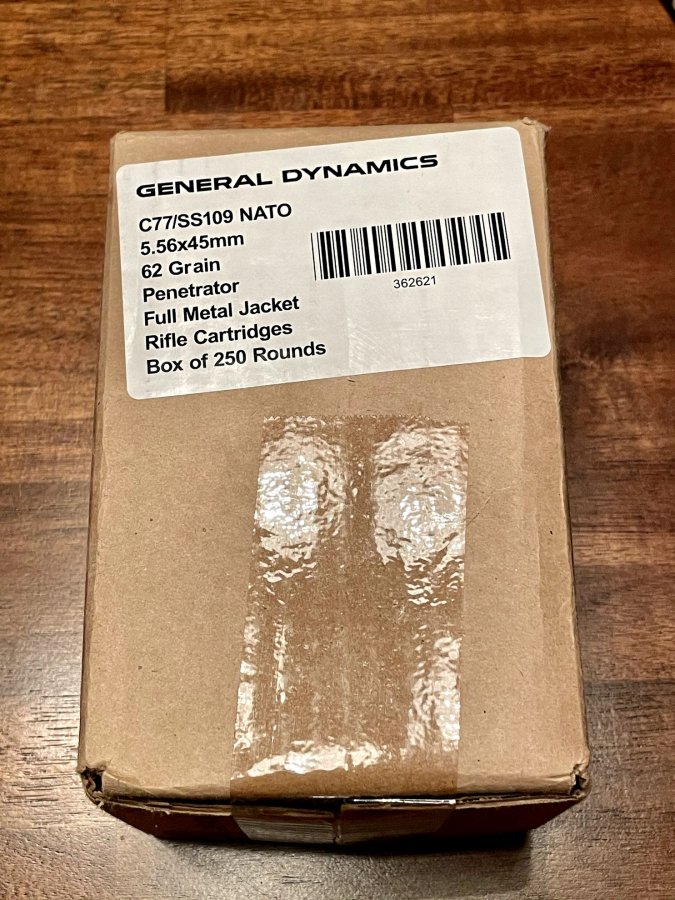 GENERAL DYNAMICS
C77/SS109 NATO
5.56x45mm
62 Grain
Penetrator
Full Metal Jacket
Rifle Cartridges
Box of 250 Rounds
362621